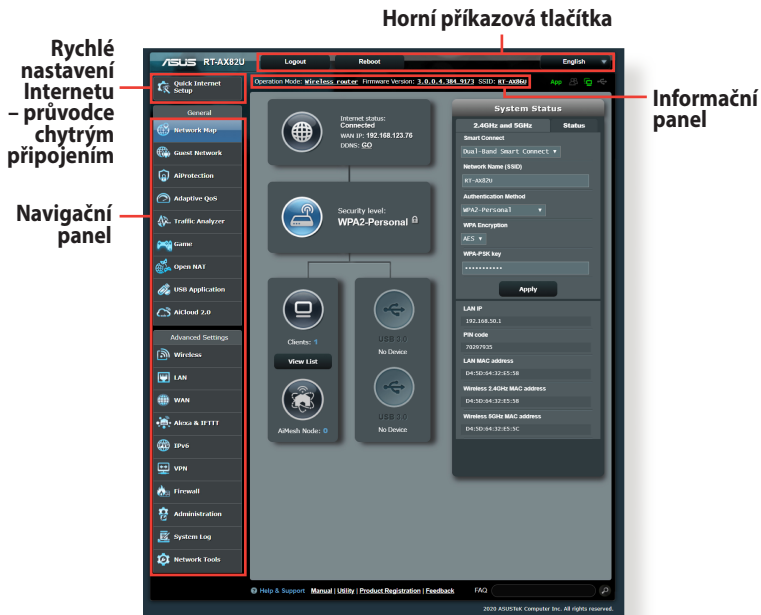 Horní příkazová tlačítka
Rychlé
nastavení
Internetu
– průvodce
chytrým
připojením
Navigační
panel
Informační
panel
ASUS RT-AX82U
Logout
Reboot
English
Quick Internet
Setup
Operation Mode: Wireless router Firmware Version: 3.0.0.4.384_9173 SSID: RT-AX86U
App
General
Network Map
Guest Network
AiProtection
Adaptive QoS
Traffic Analyzer
Game
Open NAT
USB Application
AiCloud 2.0
Advanced Settings
Wireless
LAN
WAN
Alexa & IFTTT
IPv6
VPN
Firewall
Administration
System Log
Network Tools
Internet status:
Connected
WAN IP: 192.168.123.76
DDNS: GO
Security level:
WPA2-Personal
Clients: 1
View List
AiMesh Node: 0
USB 3.0
No Device
USB 3.0
No Device
System Status
2.4GHz and 5GHz
Status
Smart Connect
Dual-Band Smart Connect
Network Name (SSID)
RT-AX82U
Authentication Method
WPA2-Personal
WPA Encryption
AES
WPA-PSK key
Apply
LAN IP
192.168.50.1
PIN code
70297935
LAN MAC address
D4:5D:64:32:E5:58
Wireless 2.4GHz MAC address
D4:5D:64:32:E5:58
Wireless 5GHz MAC address
D4:5D:64:32:E5:5C
Help & Support Manual | Utility | Product Registration | Feedback
FAQ
2020 ASUSTeK Computer Inc. All rights reserved.